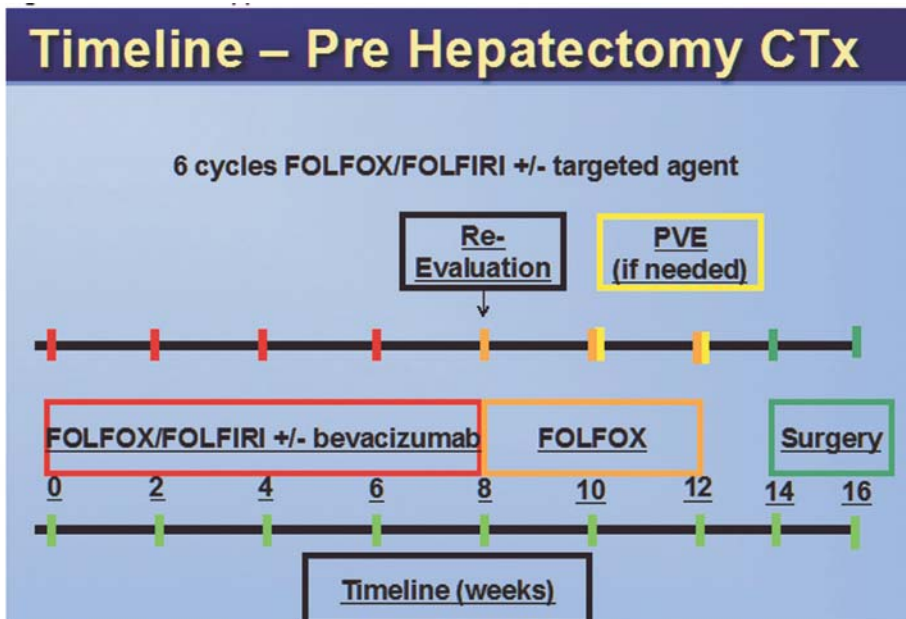 Timeline – Pre Hepatectomy CTx
6 cycles FOLFOX/FOLFIRI +/- targeted agent
Re-
Evaluation
PVE
(if needed)
FOLFOX/FOLFIRI +/- bevacizumab
FOLFOX
Surgery
0 2 4 6 8 10 12 14 16
Timeline (weeks)